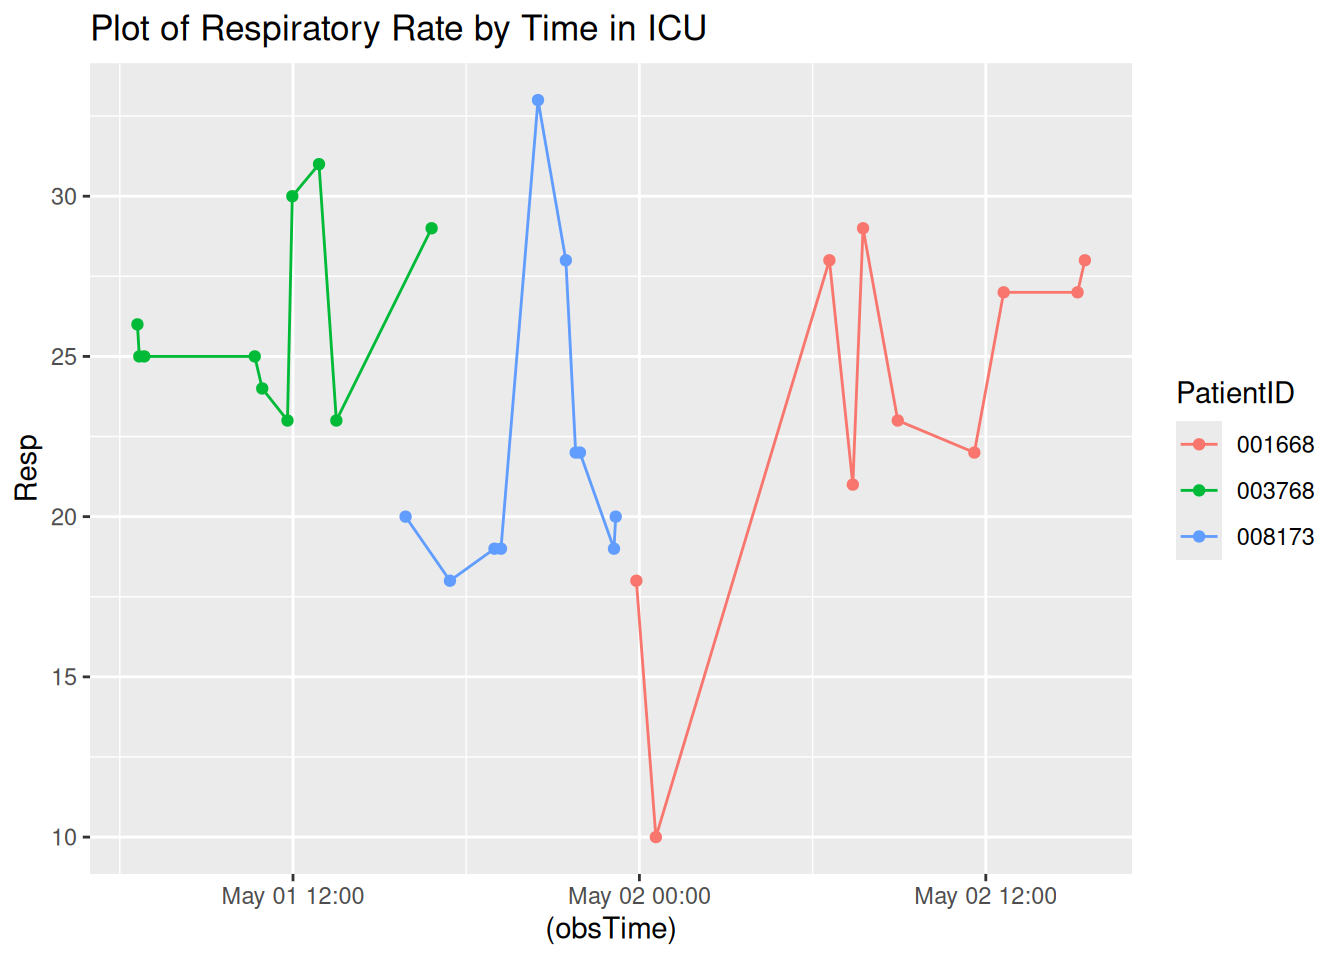 Plot of Respiratory Rate by Time in ICU
Resp
30
25
20
15
10
May 01 12:00
May 02 00:00
May 02 12:00
(obsTime)
PatientID
001668
003768
008173